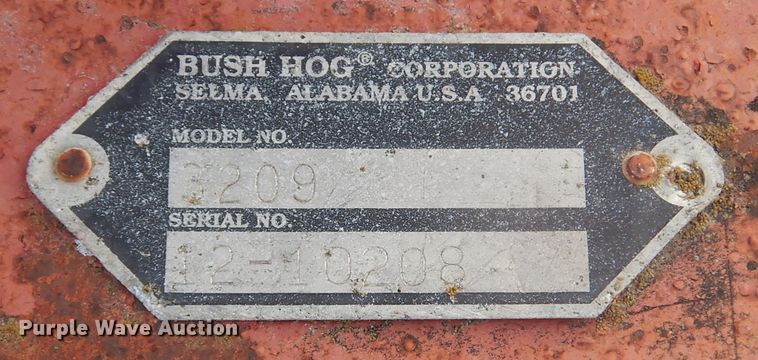 BUSH HOG® CORPORATION
SELMA, ALABAMA U.S.A 36701
MODEL NO.
3209
SERIAL NO.
12-10208
Purple Wave Auction